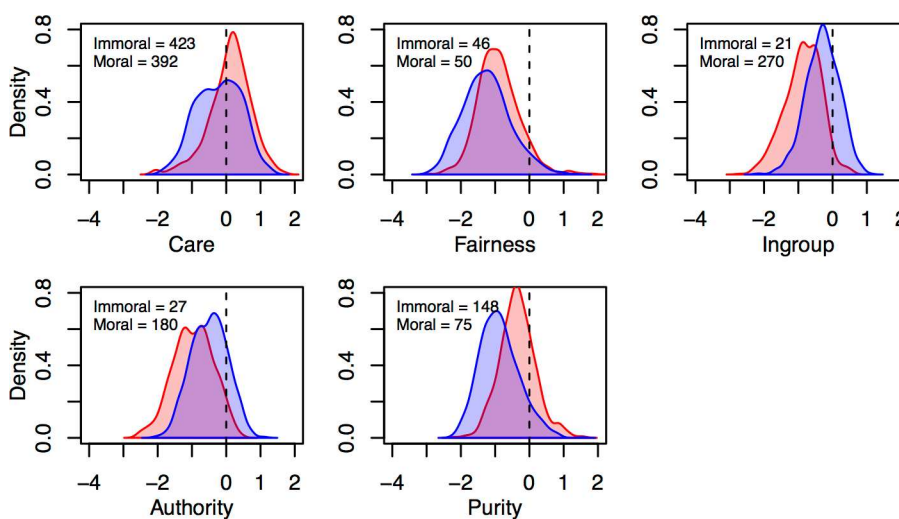 Density
0.0 0.4 0.8
Immoral = 423
Moral = 392
-4 -2 0 1 2
Care
0.0 0.4 0.8
Immoral = 46
Moral = 50
-4 -2 0 1 2
Fairness
0.0 0.4 0.8
Immoral = 21
Moral = 270
-4 -2 0 1 2
Ingroup
Density
0.0 0.4 0.8
Immoral = 27
Moral = 180
-4 -2 0 1 2
Authority
0.0 0.4 0.8
Immoral = 148
Moral = 75
-4 -2 0 1 2
Purity